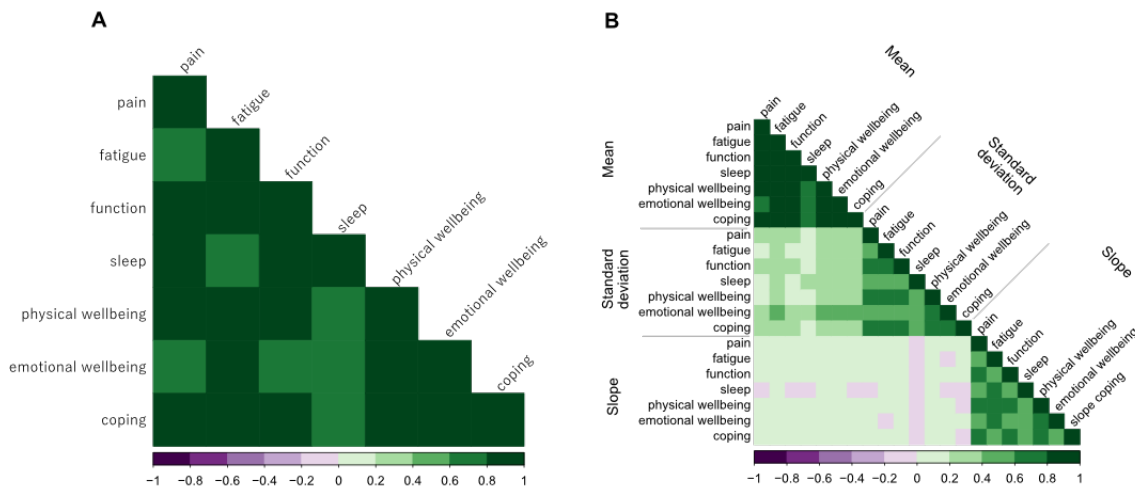 A
pain
fatigue
function
sleep
physical wellbeing
emotional wellbeing
coping
pain
fatigue
function
sleep
physical wellbeing
emotional wellbeing
coping
−1 −0.8 −0.6 −0.4 −0.2 0 0.2 0.4 0.6 0.8 1
B
Mean
Standard deviation
Slope
pain
fatigue
function
sleep
physical wellbeing
emotional wellbeing
coping
pain
fatigue
function
sleep
physical wellbeing
emotional wellbeing
coping
pain
fatigue
function
sleep
physical wellbeing
emotional wellbeing
slope coping
Mean
pain
fatigue
function
sleep
physical wellbeing
emotional wellbeing
coping
Standard
deviation
pain
fatigue
function
sleep
physical wellbeing
emotional wellbeing
coping
Slope
pain
fatigue
function
sleep
physical wellbeing
emotional wellbeing
coping
−1 −0.8 −0.6 −0.4 −0.2 0 0.2 0.4 0.6 0.8 1